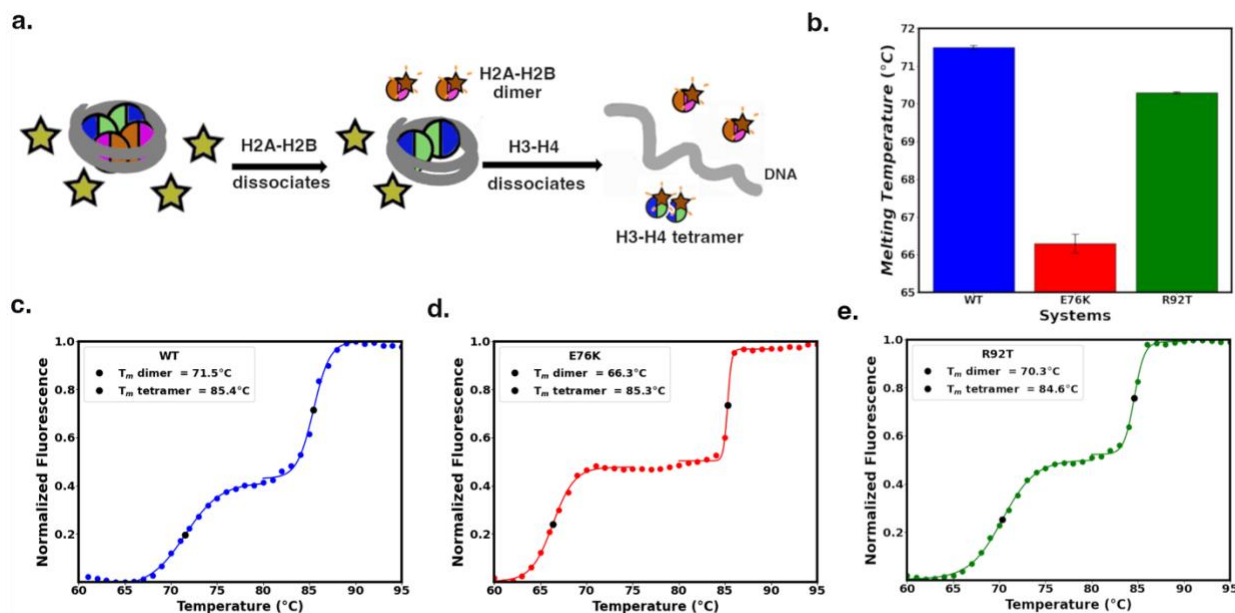 a.
H2A-H2B
dissociates
H2A-H2B
dimer
H3-H4
dissociates
DNA
H3-H4 tetramer
b.
Melting Temperature (°C)
72
71
70
69
68
67
66
65
WT E76K R92T
Systems
c.
Normalized Fluorescence
1.0
0.8
0.6
0.4
0.2
WT
Tm dimer = 71.5°C
Tm tetramer = 85.4°C
60 65 70 75 80 85 90 95
Temperature (°C)
d.
Normalized Fluorescence
1.0
0.8
0.6
0.4
0.2
E76K
Tm dimer = 66.3°C
Tm tetramer = 85.3°C
60 65 70 75 80 85 90 95
Temperature (°C)
e.
Normalized Fluorescence
1.0
0.8
0.6
0.4
0.2
R92T
Tm dimer = 70.3°C
Tm tetramer = 84.6°C
60 65 70 75 80 85 90 95
Temperature (°C)